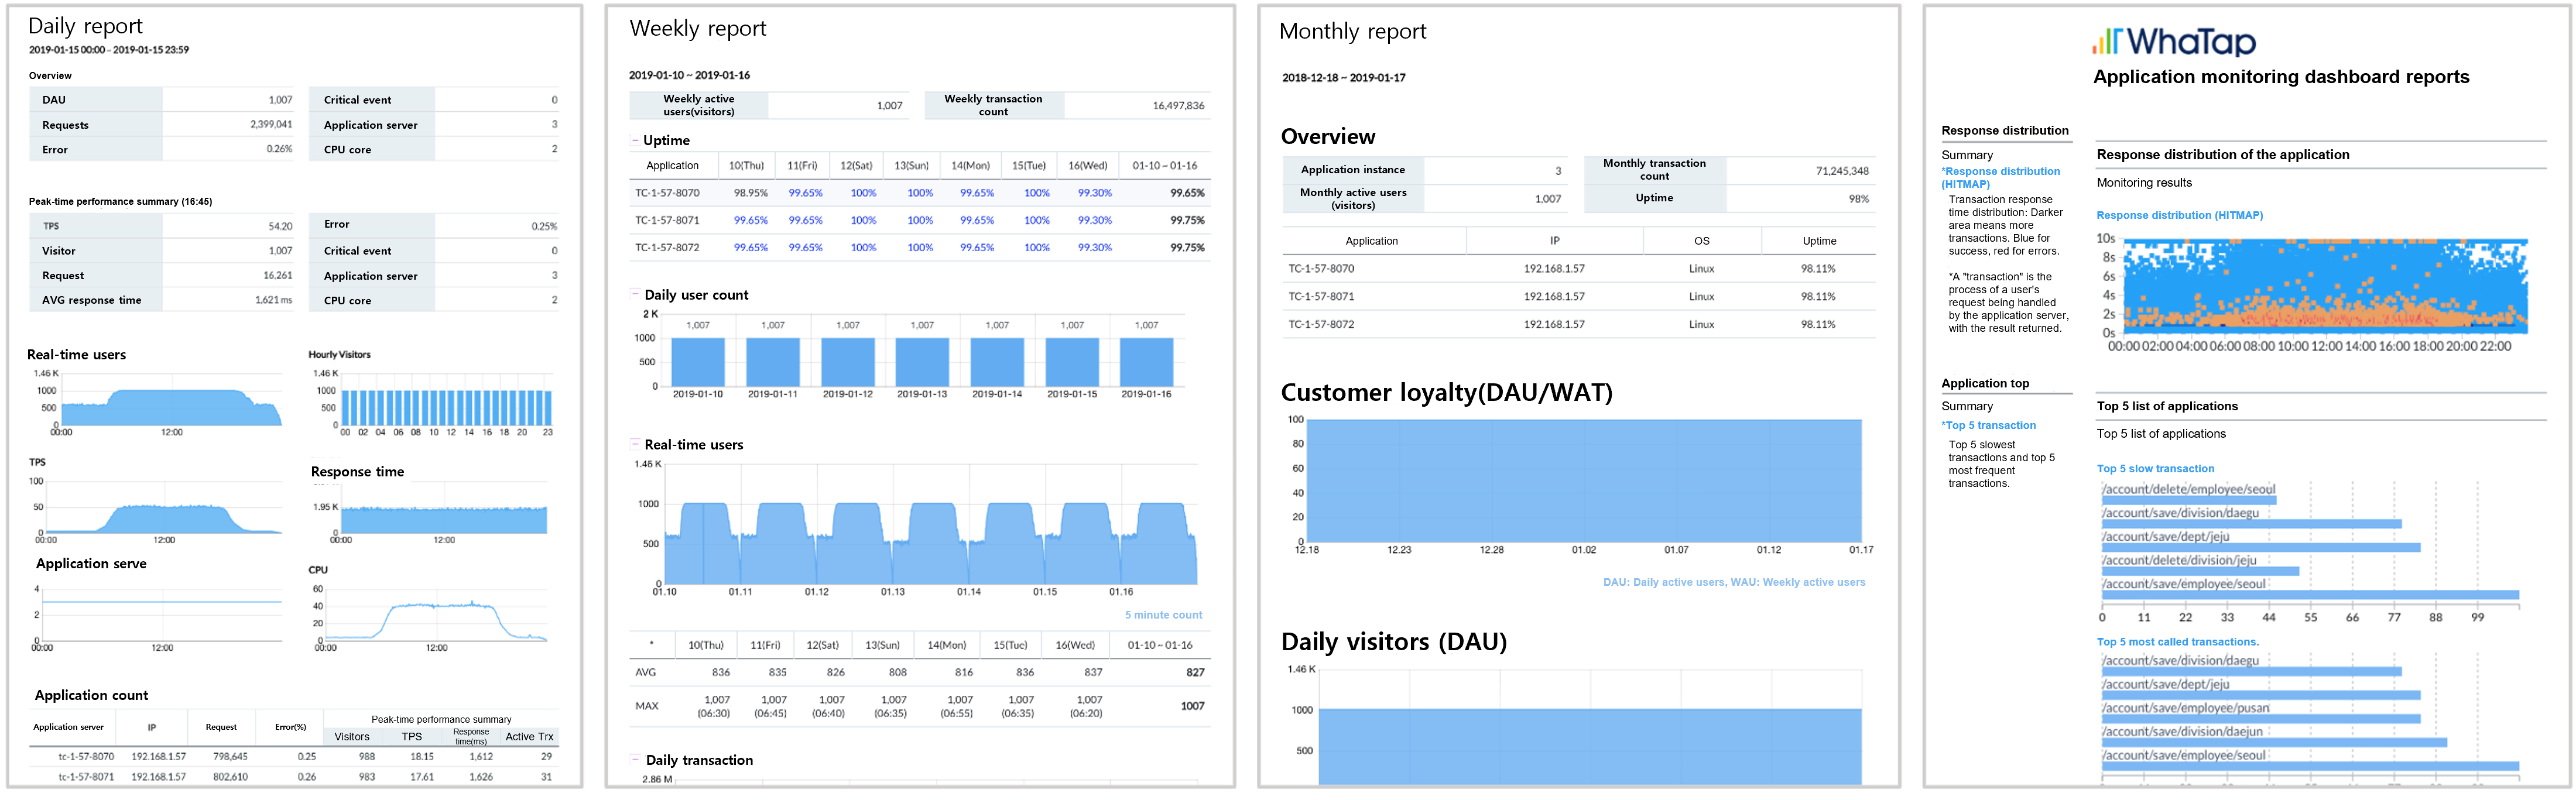 Daily report
2019-01-15 00:00 ~ 2019-01-15 23:59
Overview
DAU 1,007 Critical event 0
Requests 2,399,041 Application server 3
Error 0.26% CPU core 2
Peak-time performance summary (16:45)
TPS 54.20 Error 0.25%
Visitor 1,007 Critical event 0
Request 16,261 Application server 3
AVG response time 1,621 ms CPU core 2
Real-time users
1.46 K
1000
500
0
00:00 12:00
Hourly Visitors
1.46 K
1000
500
0
00 02 04 06 08 10 12 14 16 18 20 23
TPS
100
50
0
00:00 12:00
Response time
1.95 K
0
00:00 12:00
Application serve
4
2
0
00:00 12:00
CPU
60
40
20
0
00:00 12:00
Application count
Application server IP Request Error(%) Peak-time performance summary
Visitors TPS Response time(ms) Active Trx
tc-1-57-8070 192.168.1.57 798,645 0.25 988 18.15 1,612 29
tc-1-57-8071 192.168.1.57 802,610 0.26 983 17.61 1,626 31
Weekly report
2019-01-10 ~ 2019-01-16
Weekly active users(visitors) 1,007 Weekly transaction count 16,497,836
Uptime
Application 10(Thu) 11(Fri) 12(Sat) 13(Sun) 14(Mon) 15(Tue) 16(Wed) 01-10 ~ 01-16
TC-1-57-8070 98.95% 99.65% 100% 100% 99.65% 100% 99.30% 99.65%
TC-1-57-8071 99.65% 99.65% 100% 100% 99.65% 100% 99.30% 99.75%
TC-1-57-8072 99.65% 99.65% 100% 100% 99.65% 100% 99.30% 99.75%
Daily user count
2 K
1000
500
0
1,007 1,007 1,007 1,007 1,007 1,007 1,007
2019-01-10 2019-01-11 2019-01-12 2019-01-13 2019-01-14 2019-01-15 2019-01-16
Real-time users
1.46 K
1000
500
0
01.10 01.11 01.12 01.13 01.14 01.15 01.16
5 minute count
* 10(Thu) 11(Fri) 12(Sat) 13(Sun) 14(Mon) 15(Tue) 16(Wed) 01-10 ~ 01-16
AVG 836 835 826 808 816 836 837 827
MAX 1,007 1,007 1,007 1,007 1,007 1,007 1,007 1007
(06:30) (06:45) (06:40) (06:35) (06:55) (06:35) (06:20)
Daily transaction
2.86 M
Monthly report
2018-12-18 ~ 2019-01-17
Overview
Application instance 3 Monthly transaction count 71,245,348
Monthly active users (visitors) 1,007 Uptime 98%
Application IP OS Uptime
TC-1-57-8070 192.168.1.57 Linux 98.11%
TC-1-57-8071 192.168.1.57 Linux 98.11%
TC-1-57-8072 192.168.1.57 Linux 98.11%
Customer loyalty(DAU/WAT)
100
80
60
40
20
0
12.18 12.23 12.28 01.02 01.07 01.12 01.17
DAU: Daily active users, WAU: Weekly active users
Daily visitors (DAU)
1.46 K
1000
500
WhaTap
Application monitoring dashboard reports
Response distribution
Summary
*Response distribution
(HITMAP)
Transaction response
time distribution: Darker
area means more
transactions. Blue for
success, red for errors.
*A "transaction" is the
process of a user's
request being handled
by the application server,
with the result returned.
Response distribution of the application
Monitoring results
Response distribution (HITMAP)
10s
8s
6s
4s
2s
0s
00:00 02:00 04:00 06:00 08:00 10:00 12:00 14:00 16:00 18:00 20:00 22:00
Application top
Summary
*Top 5 transaction
Top 5 slowest
transactions and top 5
most frequent
transactions.
Top 5 list of applications
Top 5 list of applications
Top 5 slow transaction
/account/delete/employee/seoul
/account/save/division/daegu
/account/save/dept/jeju
/account/delete/division/jeju
/account/save/employee/seoul
0 11 22 33 44 55 66 77 88 99
Top 5 most called transactions.
/account/save/division/daegu
/account/save/dept/jeju
/account/save/employee/pusan
/account/save/division/daejun
/account/save/employee/seoul